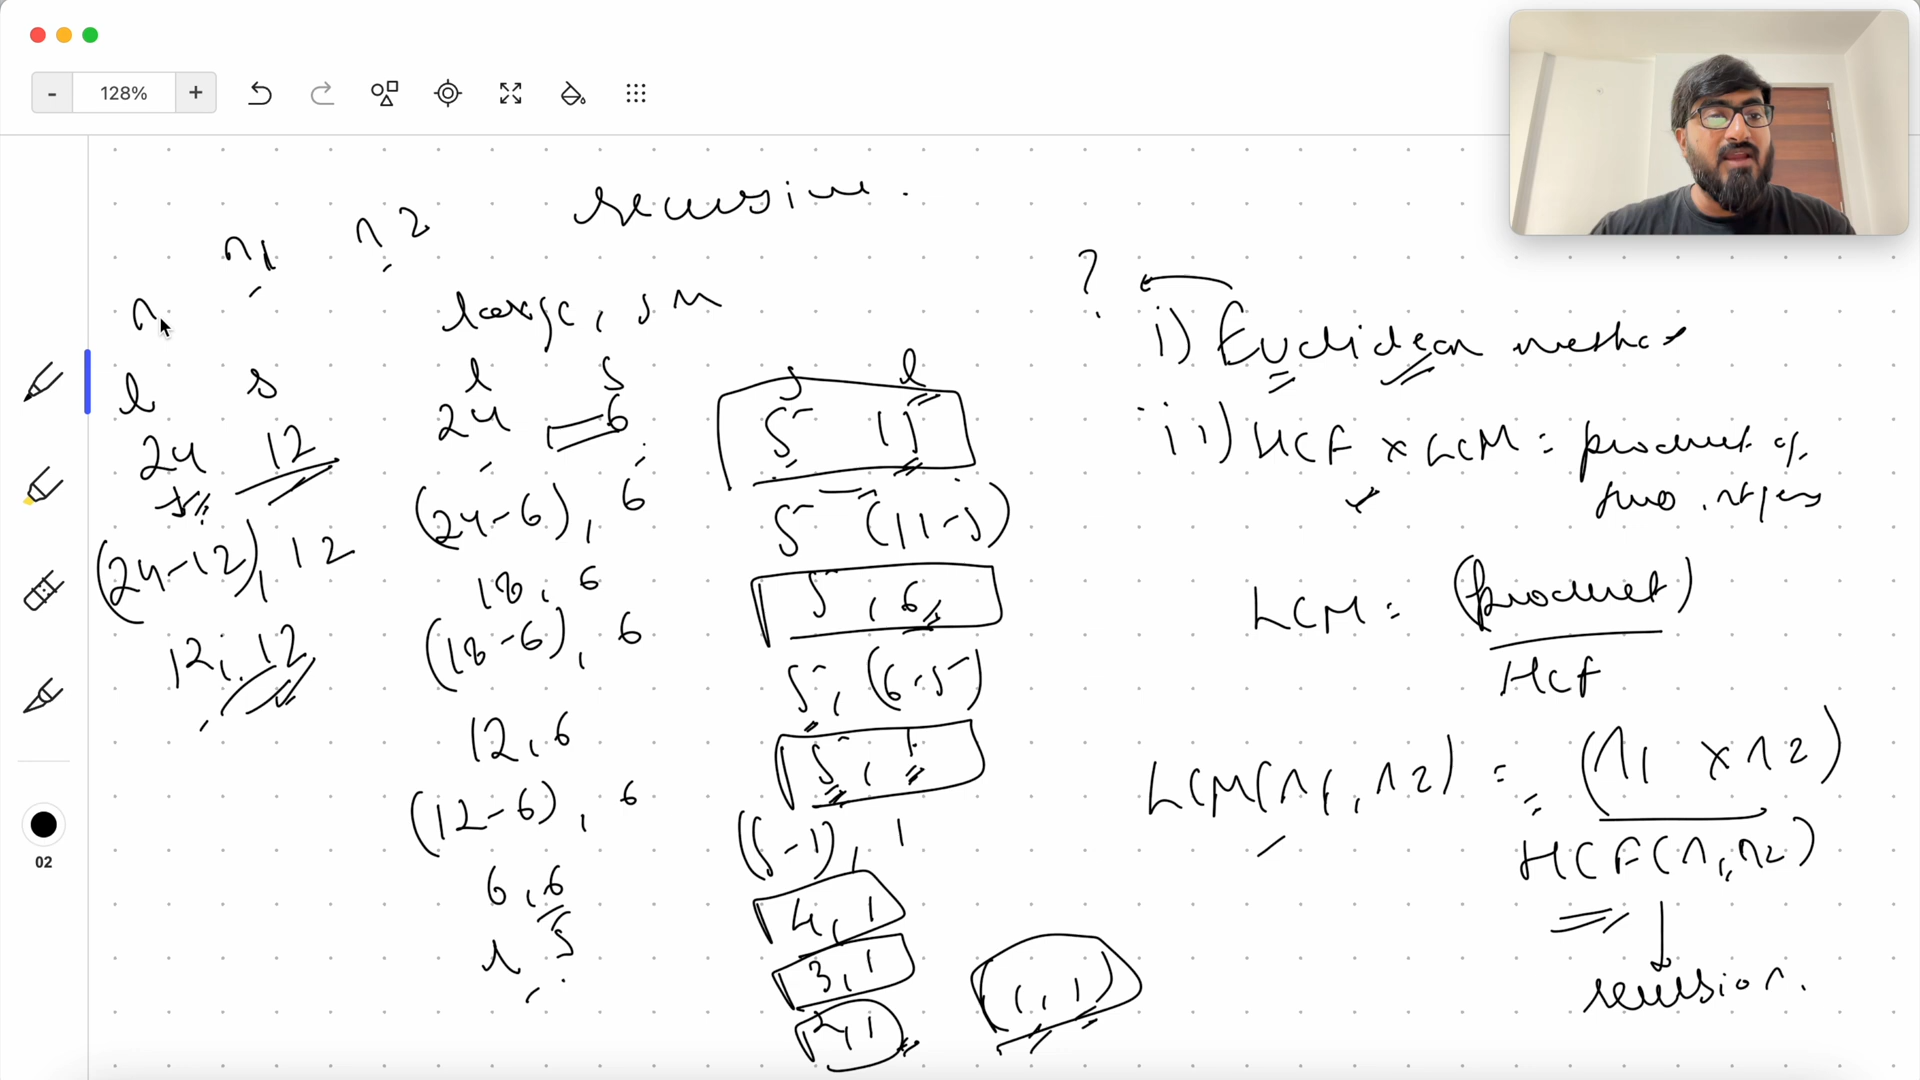 - 128% +
02
recursive.
n1 n2
n
large, sm
l s
24 12
(24-12), 12
12, 12
l s
24 6
(24-6), 6
18, 6
(18-6), 6
12, 6
(12-6), 6
6, 6
l s
s l
5 11
5 (11-5)
5, 6
5, (6-5)
5, 1
(5-1), 1
4, 1
3, 1
2, 1
1, 1
?
i) Euclidean method
ii) HCF x LCM = product of
two integers
LCM = (product)
HCF
LCM(n1, n2) = (n1 x n2)
HCF(n1, n2)
recursion.